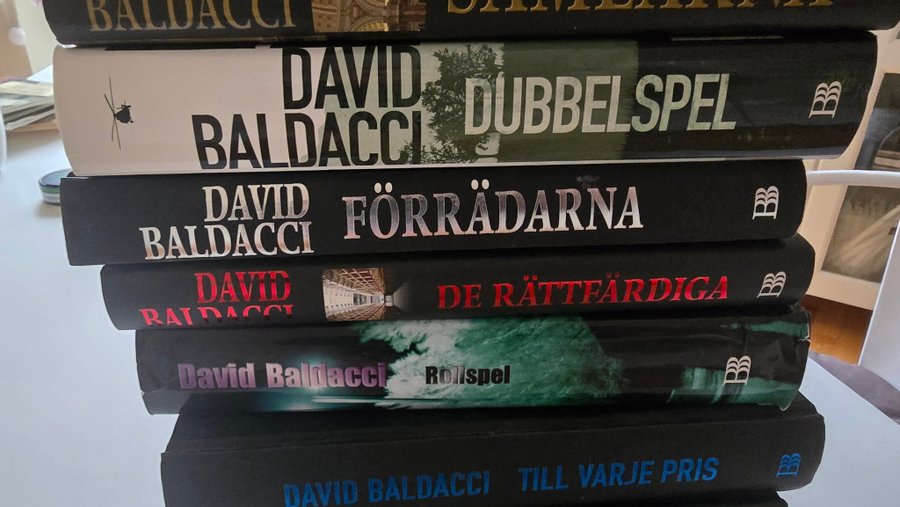 BALDACCI SAMLARNA
DAVID
BALDACCI
DUBBELSPEL
B
DAVID
BALDACCI
FÖRRÄDARNA
B
DAVID
BALDACCI
DE RÄTTFÄRDIGA
B
David Baldacci Rollspel
B
DAVID BALDACCI TILL VARJE PRIS
B